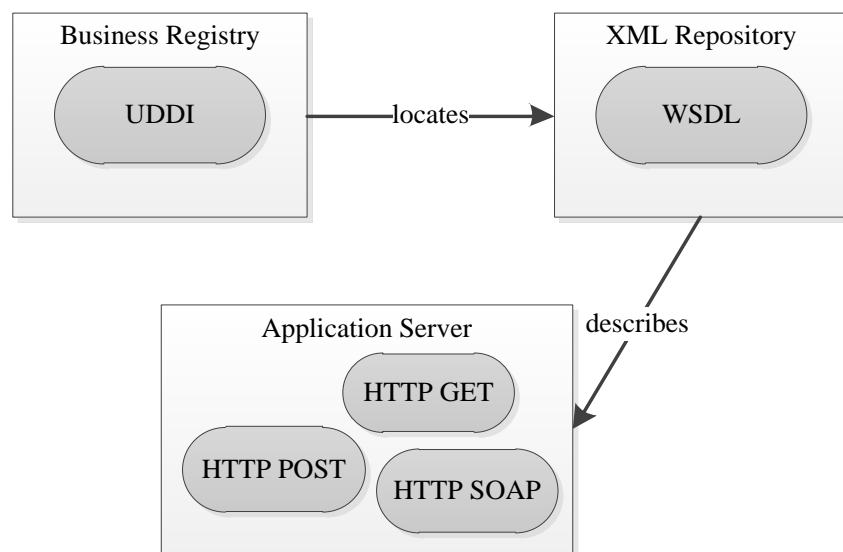 Business Registry
UDDI
locates
XML Repository
WSDL
describes
Application Server
HTTP GET
HTTP POST
HTTP SOAP